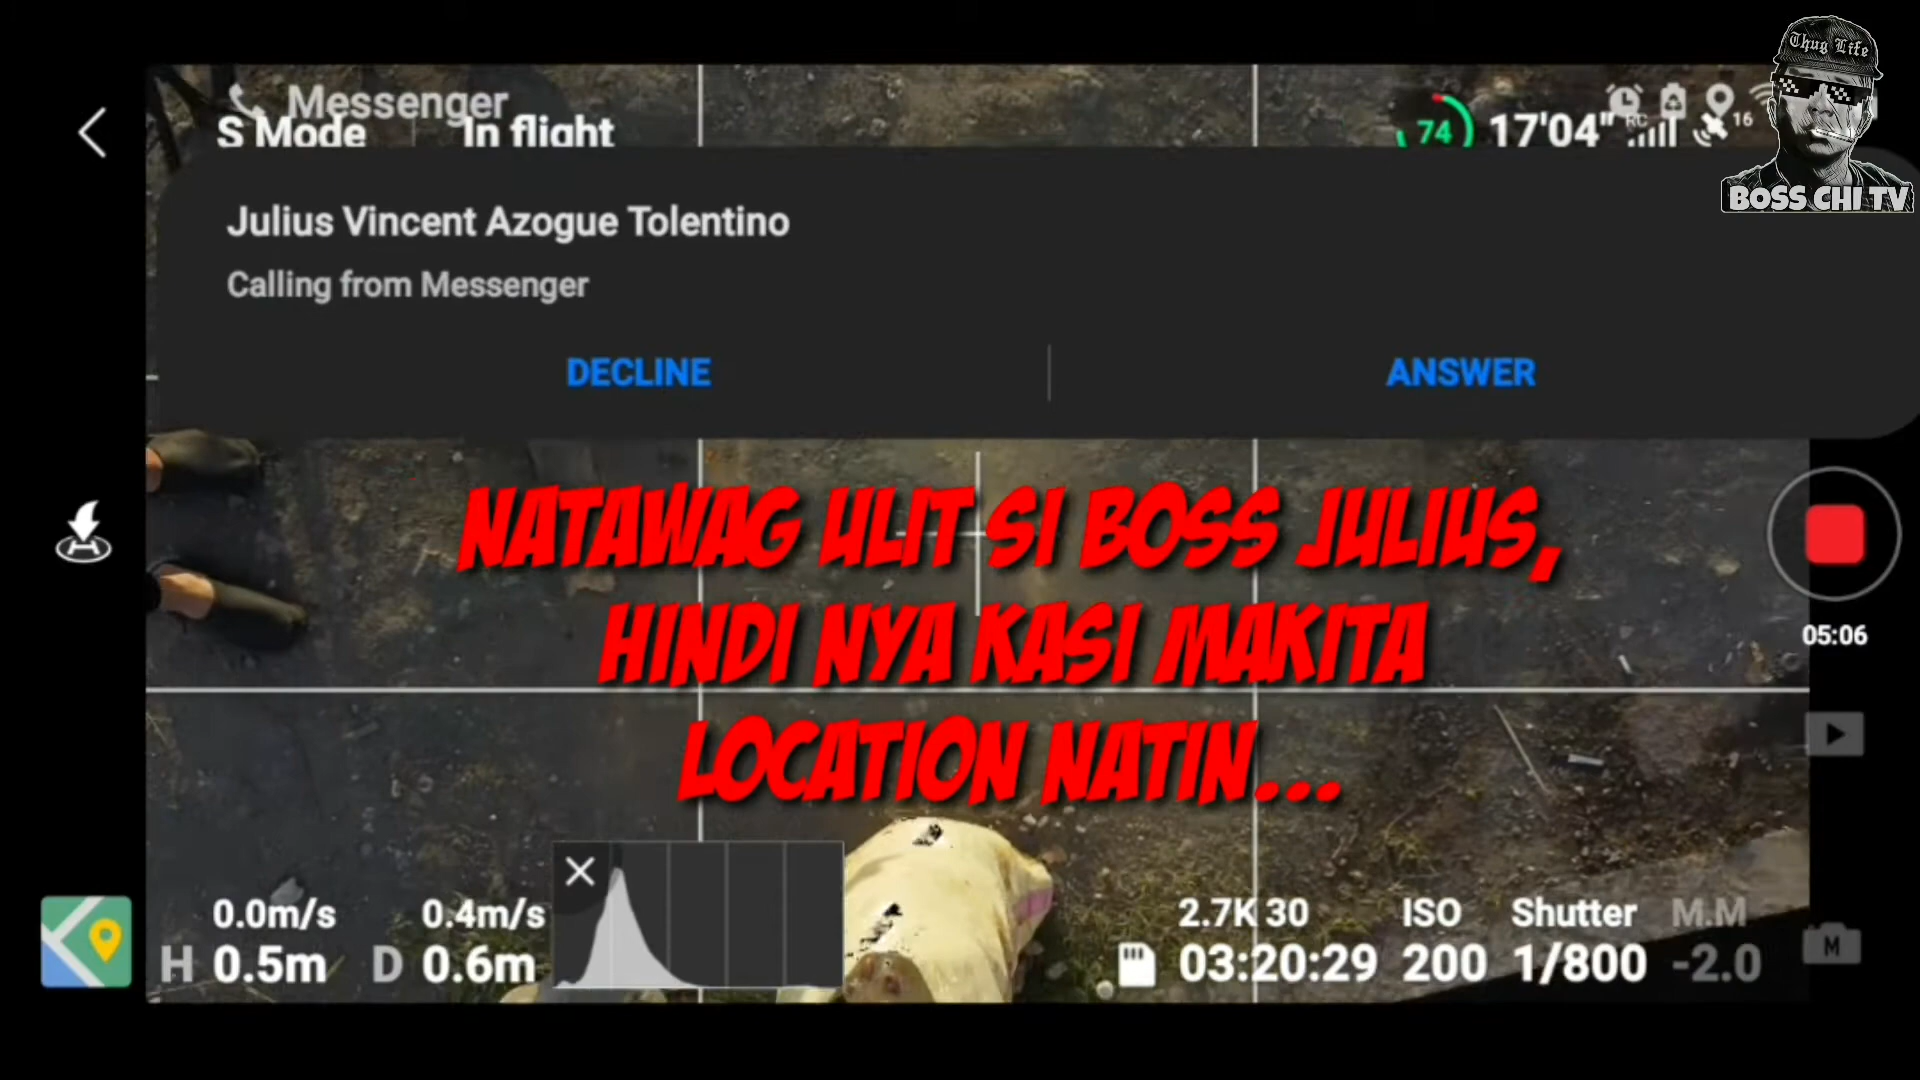 Thug Life
Messenger
S Mode In flight
74 17'04" RC 16
BOSS CHI TV
Julius Vincent Azogue Tolentino
Calling from Messenger
DECLINE ANSWER
NATAWAG ULIT SI BOSS JULIUS,
HINDI NYA KASI MAKITA
LOCATION NATIN...
05:06
0.0m/s 0.4m/s 2.7K 30 ISO Shutter M.M
H 0.5m D 0.6m 03:20:29 200 1/800 -2.0 M